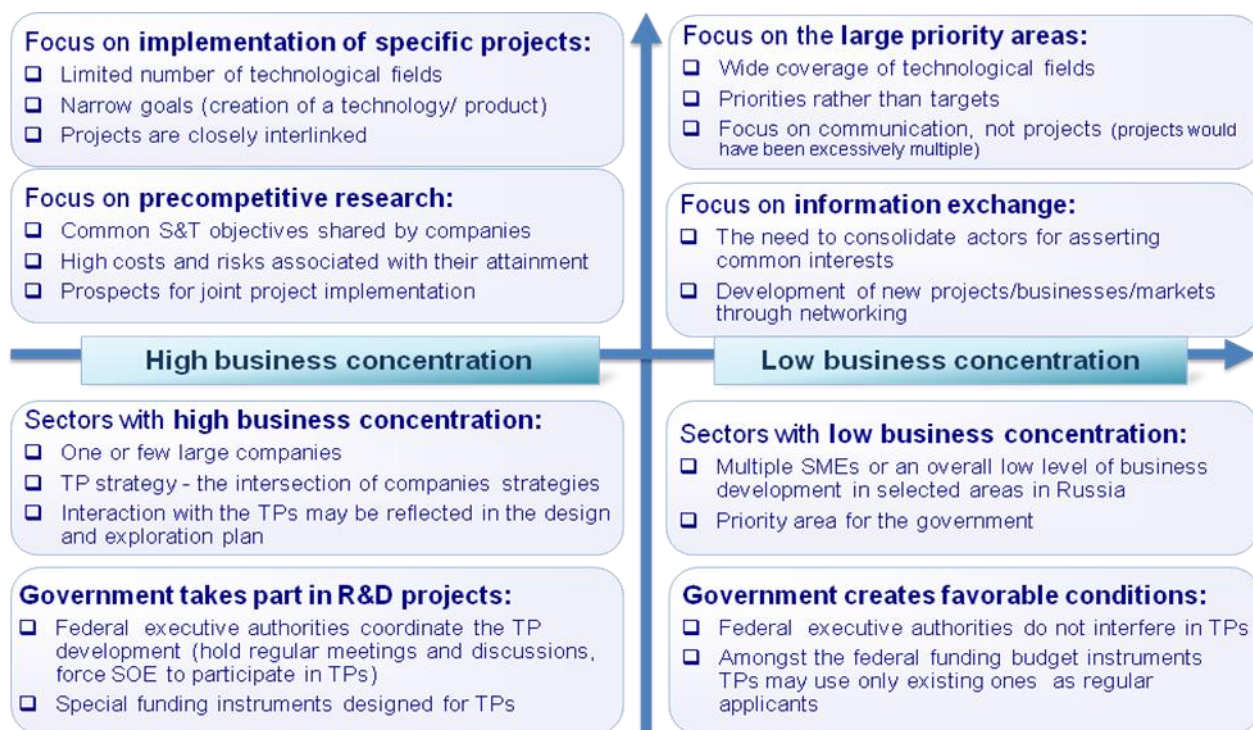 Focus on implementation of specific projects:
❑ Limited number of technological fields
❑ Narrow goals (creation of a technology/ product)
❑ Projects are closely interlinked
Focus on precompetitive research:
❑ Common S&T objectives shared by companies
❑ High costs and risks associated with their attainment
❑ Prospects for joint project implementation
Focus on the large priority areas:
❑ Wide coverage of technological fields
❑ Priorities rather than targets
❑ Focus on communication, not projects (projects would
have been excessively multiple)
Focus on information exchange:
❑ The need to consolidate actors for asserting
common interests
❑ Development of new projects/businesses/markets
through networking
High business concentration
Low business concentration
Sectors with high business concentration:
❑ One or few large companies
❑ TP strategy - the intersection of companies strategies
❑ Interaction with the TPs may be reflected in the design
and exploration plan
Government takes part in R&D projects:
❑ Federal executive authorities coordinate the TP
development (hold regular meetings and discussions,
force SOE to participate in TPs)
❑ Special funding instruments designed for TPs
Sectors with low business concentration:
❑ Multiple SMEs or an overall low level of business
development in selected areas in Russia
❑ Priority area for the government
Government creates favorable conditions:
❑ Federal executive authorities do not interfere in TPs
❑ Amongst the federal funding budget instruments
TPs may use only existing ones as regular
applicants